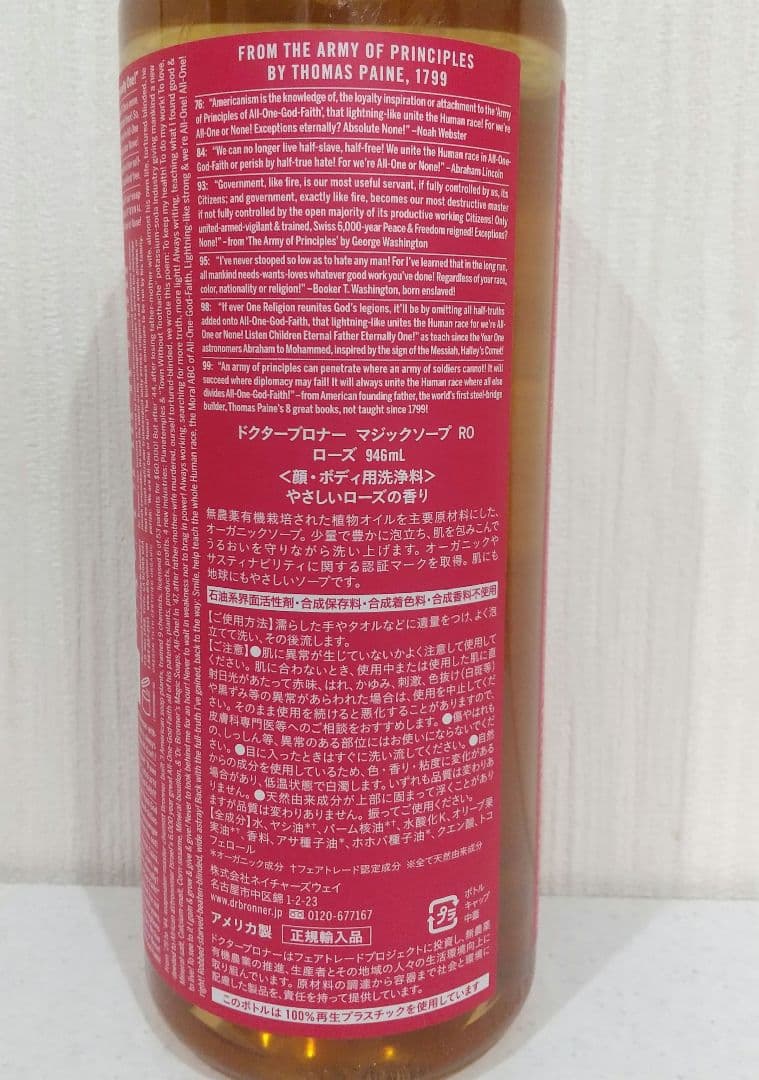 FROM THE ARMY OF PRINCIPLES
BY THOMAS PAINE, 1799
76: "Americanism is the knowledge of, the loyalty inspiration or attachment to the 'Army
of Principles of All-One-God-Faith', that lightning-like unite the Human race! For we're
All-One or None! Exceptions eternally? Absolute None!" –Noah Webster
84: "We can no longer live half-slave, half-free! We unite the Human race in All-One-
God-Faith or perish by half-true hate! For we're All-One or None!" – Abraham Lincoln
93: "Government, like fire, is our most useful servant, if fully controlled by us, its
Citizens; and government, exactly like fire, becomes our most destructive master
if not fully controlled by the open majority of its productive working Citizens! Only
united-armed-vigilant & trained, Swiss 6,000-year Peace & Freedom reigned! Exceptions?
None!" – from 'The Army of Principles' by George Washington
95: "I've never stooped so low as to hate any man! For I've learned that in the long run,
all mankind needs-wants-loves whatever good work you've done! Regardless of your race,
color, nationality or religion!" –Booker T. Washington, born enslaved!
98: "If ever One Religion reunites God's legions, it'll be by omitting all half-truths
added onto All-One-God-Faith, that lightning-like unites the Human race for we're All-
One or None! Listen Children Eternal Father Eternally One!" as teach since the Year One
astronomers Abraham to Mohammed, inspired by the sign of the Messiah, Halley's Comet!
99: "An army of principles can penetrate where an army of soldiers cannot! It will
succeed where diplomacy may fail! It will always unite the Human race where all else
divides All-One-God-Faith!" –from American founding father, the world's first steel-bridge
builder, Thomas Paine's 8 great books, not taught since 1799!
ドクターブロナー マジックソープ RO
ローズ 946mL
<顔・ボディ用洗浄料>
やさしいローズの香り
無農薬有機栽培された植物オイルを主要原材料にした、
オーガニックソープ。少量で豊かに泡立ち、肌を包みこんで
うるおいを守りながら洗い上げます。オーガニックや
サスティナビリティに関する認証マークを取得。肌にも
地球にもやさしいソープです。
石油系界面活性剤・合成保存料・合成着色料・合成香料不使用
【ご使用方法】濡らした手やタオルなどに適量をつけ、よく泡
立てて洗い、その後流します。
【ご注意】●肌に異常が生じていないかよく注意して使用して
ください。肌に合わないとき、使用中または使用した肌に直
射日光があたって赤味、はれ、かゆみ、刺激、色抜け(白斑等)
や黒ずみ等の異常があらわれた場合は、使用を中止してくだ
さい。そのまま使用を続けると悪化することがありますので、
皮膚科専門医等へのご相談をおすすめします。●傷やはれも
の、しっしん等、異常のある部位にはお使いにならないでくだ
さい。●目に入ったときはすぐに洗い流してください。●自然
からの成分を使用しているため、色・香り・粘度に変化がある
場合があり、低温状態で白濁します。いずれも品質は変わりあ
りません。●天然由来成分が上部に固まって浮くことがあり
ますが品質は変わりありません。振ってご使用ください。
【全成分】水、ヤシ油*†、パーム核油*†、水酸化K、オリーブ果
実油*†、香料、アサ種子油*、ホホバ種子油*、クエン酸、トコ
フェロール
*オーガニック成分 †フェアトレード認定成分 ※全て天然由来成分
株式会社ネイチャーズウェイ
名古屋市中区錦 1-2-23
www.drbronner.jp 0120-677167
アメリカ製 正規輸入品
プラ
ボトル
キャップ
中蓋
ドクターブロナーはフェアトレードプロジェクトに投資し、無農薬
有機農業の推進、生産者とその地域の人々の生活環境向上に
取り組んでいます。原材料の調達から容器まで社会と環境に
配慮した製品を、責任を持って提供しています。
このボトルは 100%再生プラスチックを使用しています